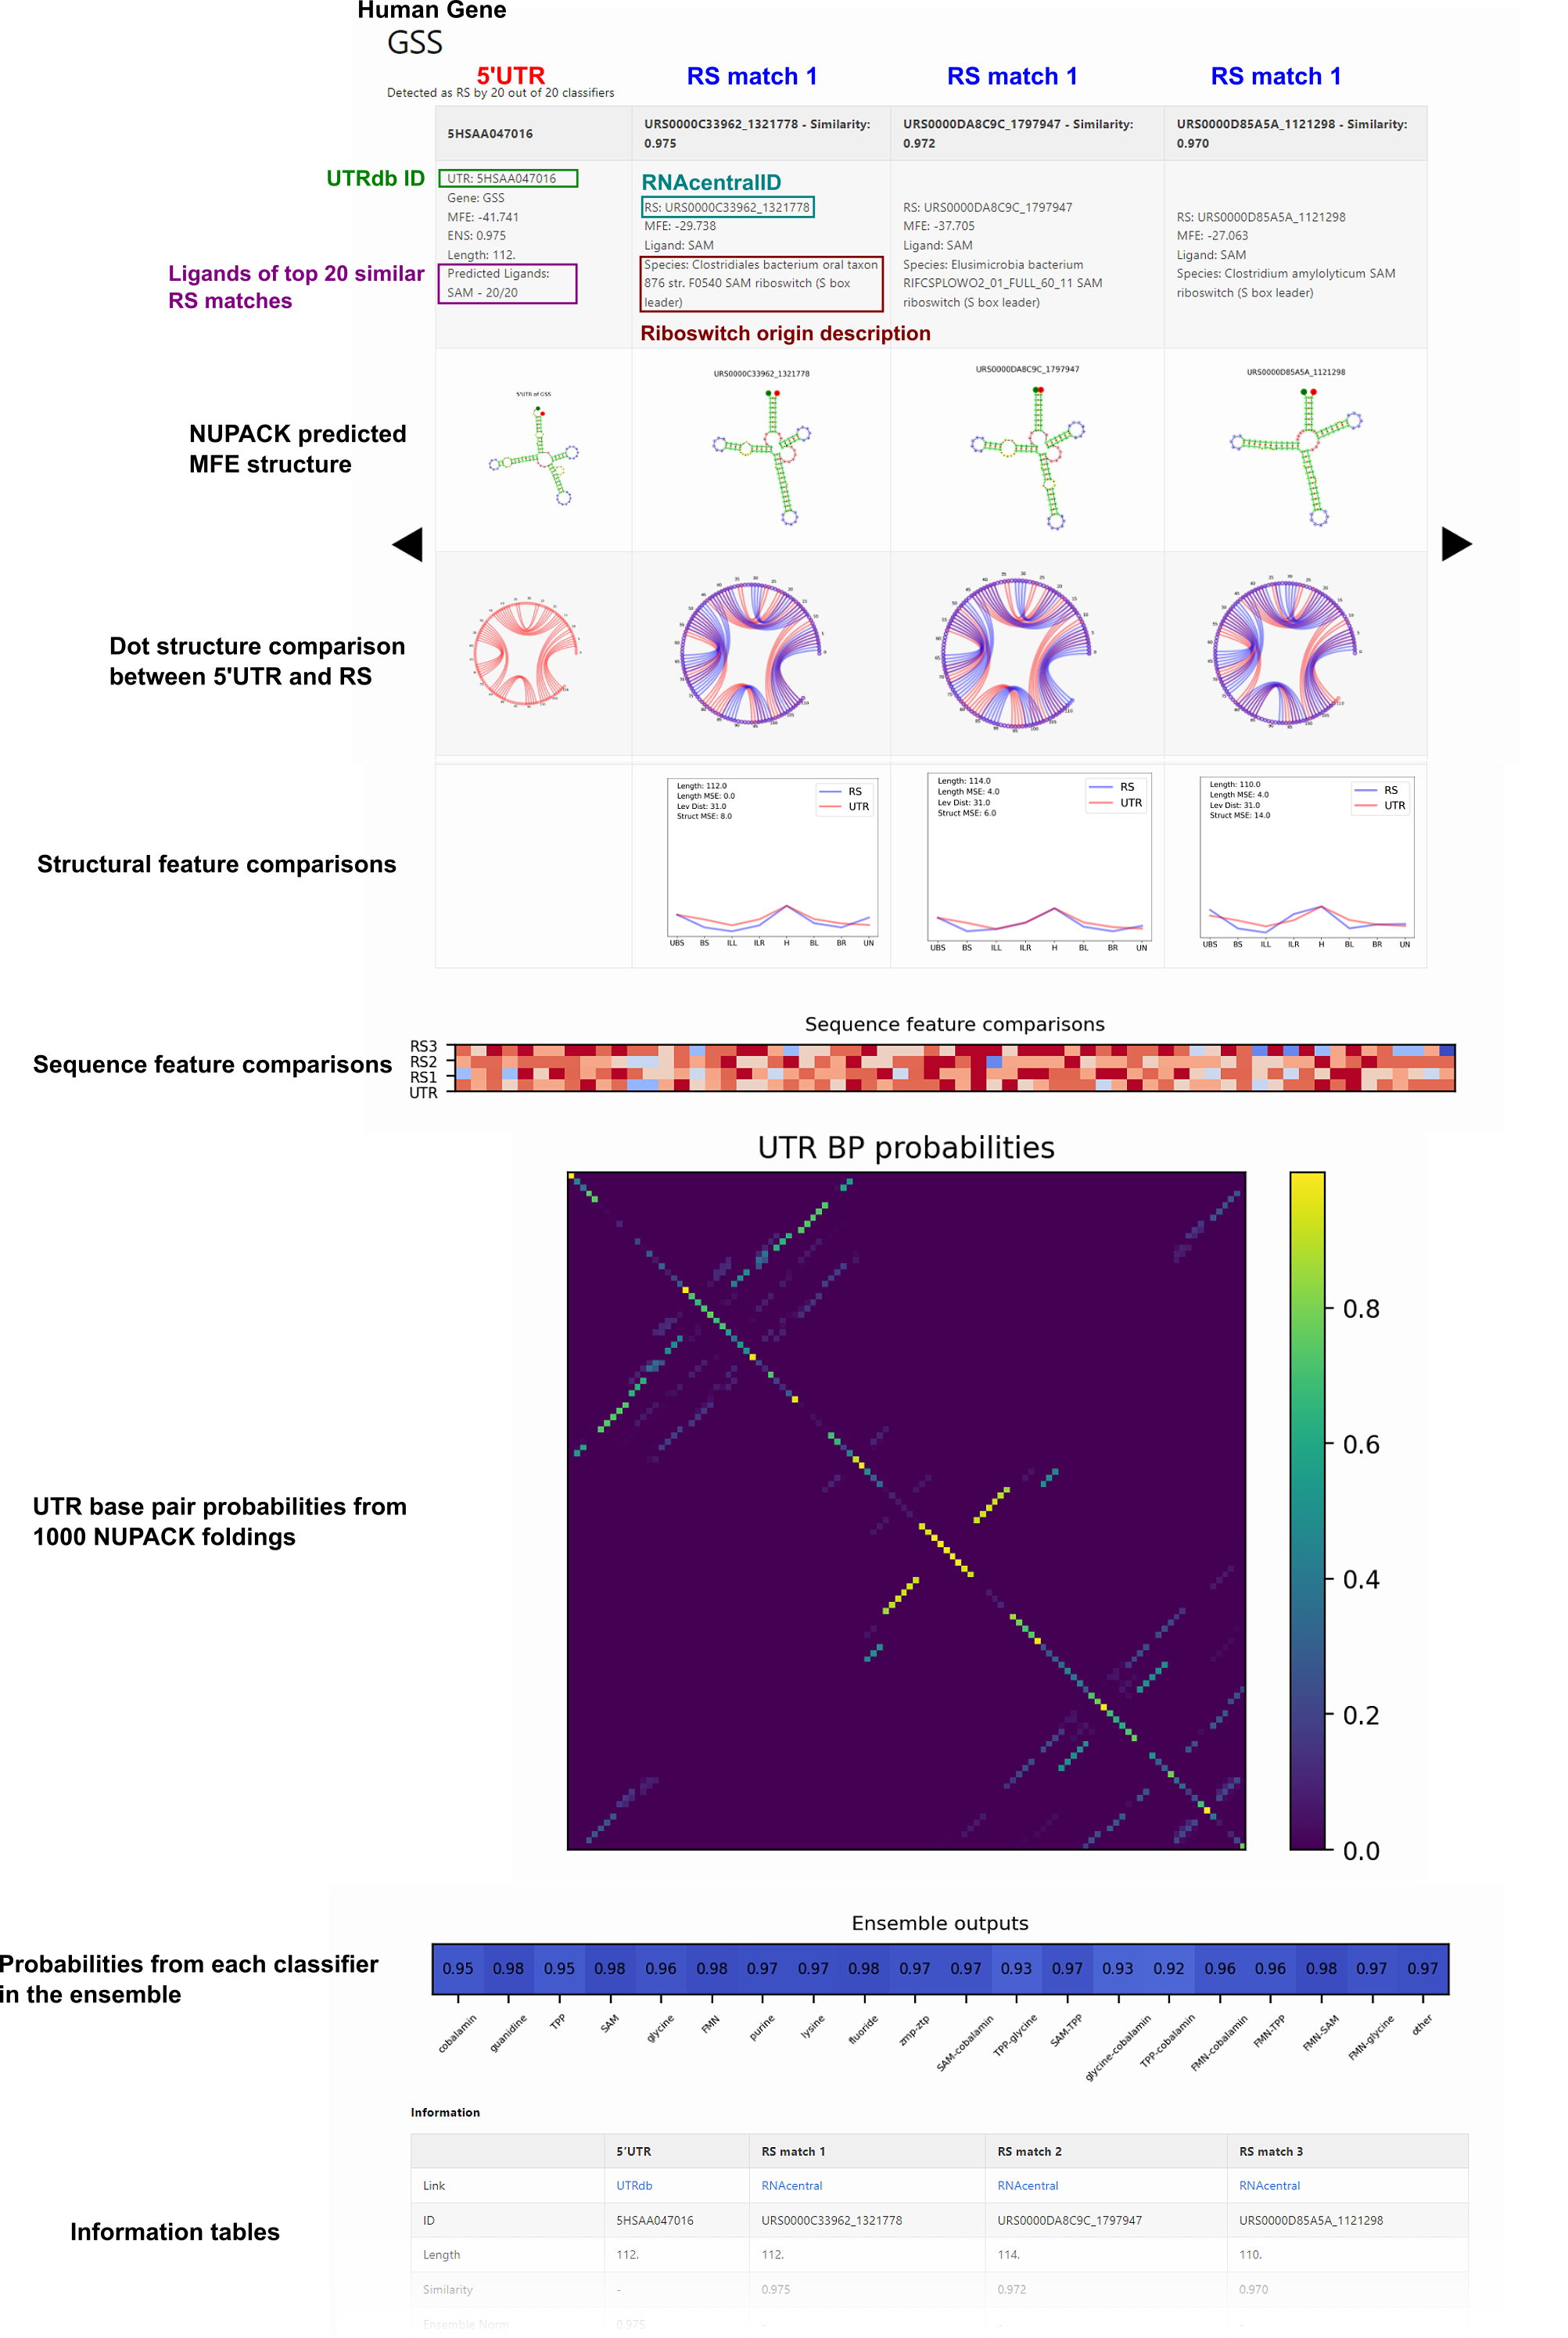 Human Gene
GSS
5'UTR
RS match 1
RS match 1
RS match 1
Detected as RS by 20 out of 20 classifiers
5HSAA047016
URS0000C33962_1321778 - Similarity:
0.975
URS0000DA8C9C_1797947 - Similarity:
0.972
URS0000D85A5A_1121298 - Similarity:
0.970
UTRdb ID
UTR: 5HSAA047016
Gene: GSS
MFE: -41.741
ENS: 0.975
Length: 112.
Predicted Ligands:
SAM - 20/20
Ligands of top 20 similar
RS matches
RNAcentralID
RS: URS0000C33962_1321778
MFE: -29.738
Ligand: SAM
Species: Clostridiales bacterium oral taxon
876 str. F0540 SAM riboswitch (S box
leader)
Riboswitch origin description
RS: URS0000DA8C9C_1797947
MFE: -37.705
Ligand: SAM
Species: Elusimicrobia bacterium
RIFCSPLOWO2_01_FULL_60_11 SAM
riboswitch (S box leader)
RS: URS0000D85A5A_1121298
MFE: -27.063
Ligand: SAM
Species: Clostridium amylolyticum SAM
riboswitch (S box leader)
NUPACK predicted
MFE structure
5'UTR of GSS
URS0000C33962_1321778
URS0000DA8C9C_1797947
URS0000D85A5A_1121298
Dot structure comparison
between 5'UTR and RS
Structural feature comparisons
Length: 112.0
Length MSE: 0.0
Lev Dist: 31.0
Struct MSE: 8.0
RS
UTR
UBS BS ILL ILR H BL BR UN
Length: 114.0
Length MSE: 4.0
Lev Dist: 31.0
Struct MSE: 6.0
RS
UTR
UBS BS ILL ILR H BL BR UN
Length: 110.0
Length MSE: 4.0
Lev Dist: 31.0
Struct MSE: 14.0
RS
UTR
UBS BS ILL ILR H BL BR UN
Sequence feature comparisons
Sequence feature comparisons
RS3
RS2
RS1
UTR
UTR BP probabilities
0.8
0.6
0.4
0.2
0.0
UTR base pair probabilities from
1000 NUPACK foldings
Ensemble outputs
Probabilities from each classifier
in the ensemble
0.95 0.98 0.95 0.98 0.96 0.98 0.97 0.97 0.98 0.97 0.97 0.93 0.97 0.93 0.92 0.96 0.96 0.98 0.97 0.97
cobalamin guanidine TPP SAM glycine FMN purine lysine fluoride zmp-ztp SAM-cobalamin TPP-glycine SAM-TPP glycine-cobalamin TPP-cobalamin FMN-cobalamin FMN-TPP FMN-SAM FMN-glycine other
Information
Information tables
5'UTR RS match 1 RS match 2 RS match 3
Link UTRdb RNAcentral RNAcentral RNAcentral
ID 5HSAA047016 URS0000C33962_1321778 URS0000DA8C9C_1797947 URS0000D85A5A_1121298
Length 112. 112. 114. 110.
Similarity - 0.975 0.972 0.970
Ensemble Norm 0.975 - - -